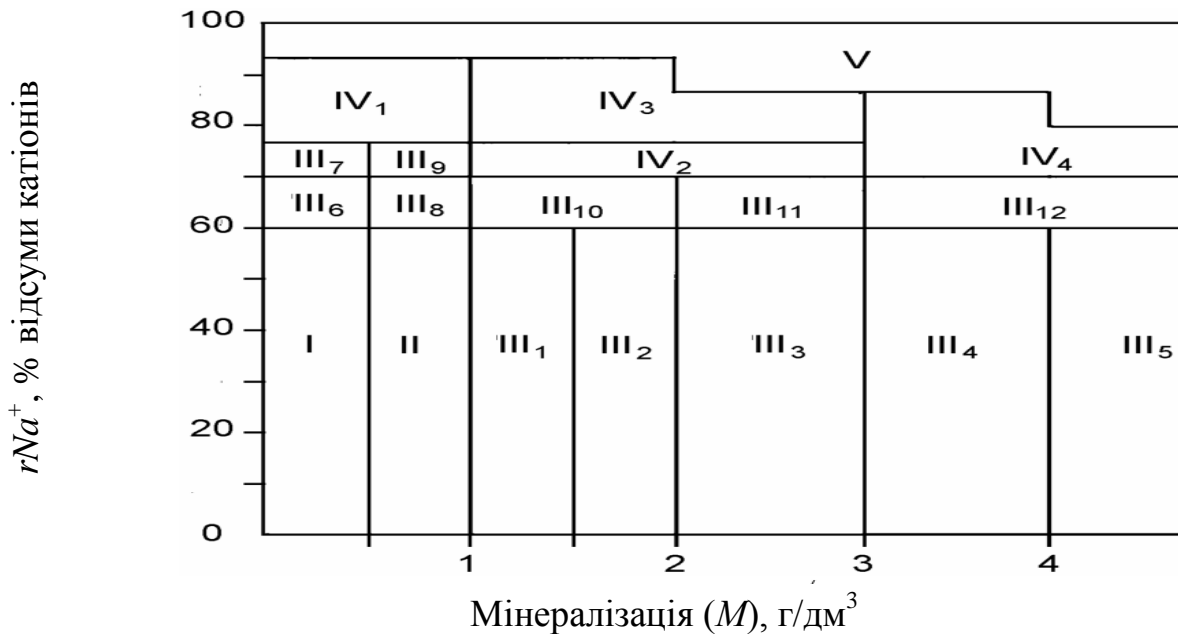 rNa⁺, % відсуми катіонів
100
V
IV₁ IV₃
80
III₇ III₉ IV₂ IV₄
III₆ III₈ III₁₀ III₁₁ III₁₂
60
40
I II III₁ III₂ III₃ III₄ III₅
20
0
1 2 3 4
Мінералізація (M), г/дм³